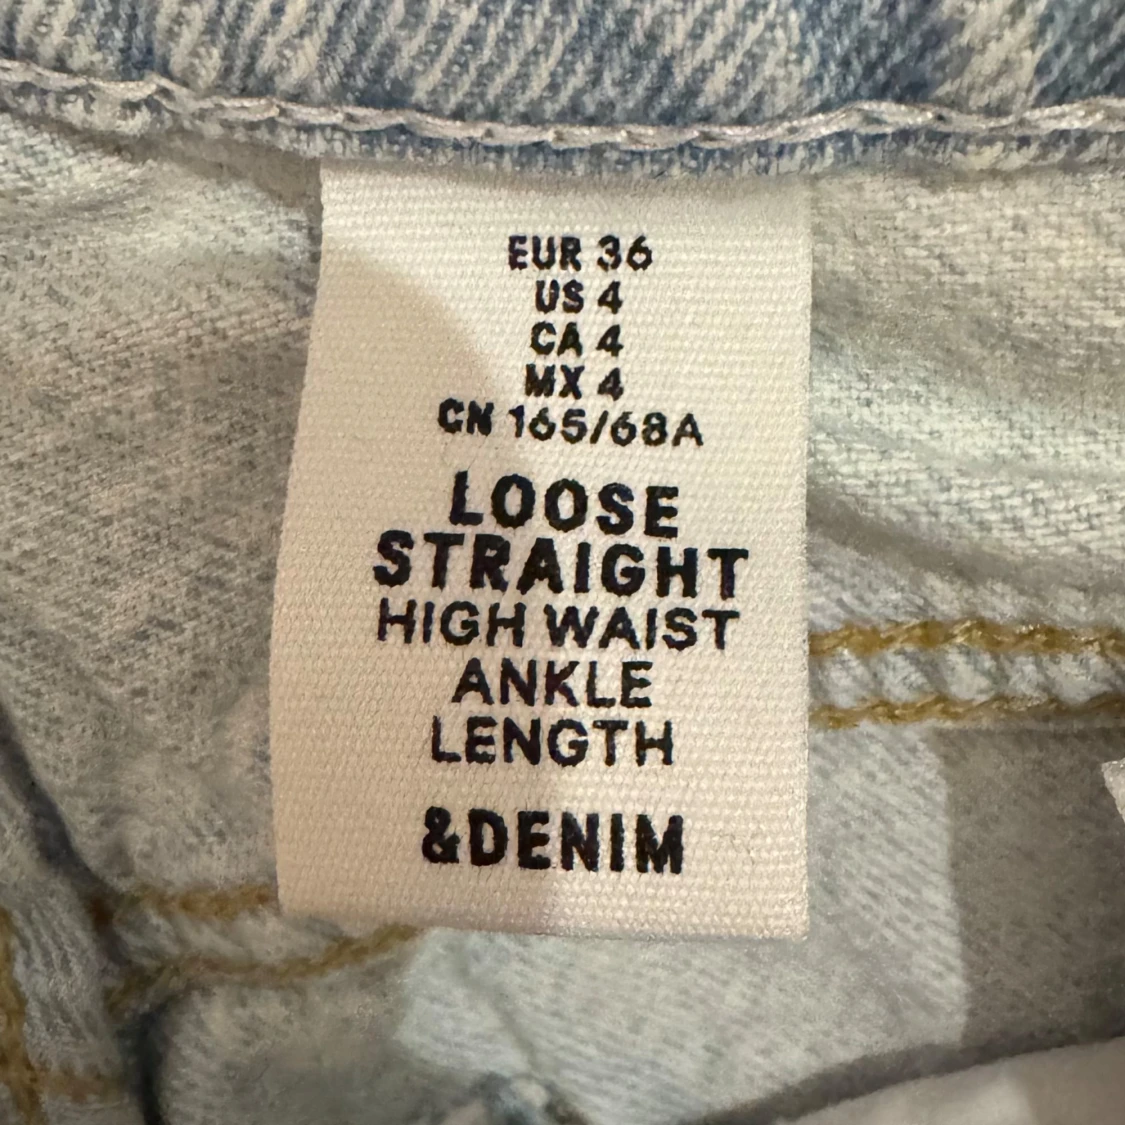 EUR 36
US 4
CA 4
MX 4
CN 165/68A
LOOSE
STRAIGHT
HIGH WAIST
ANKLE
LENGTH
&DENIM